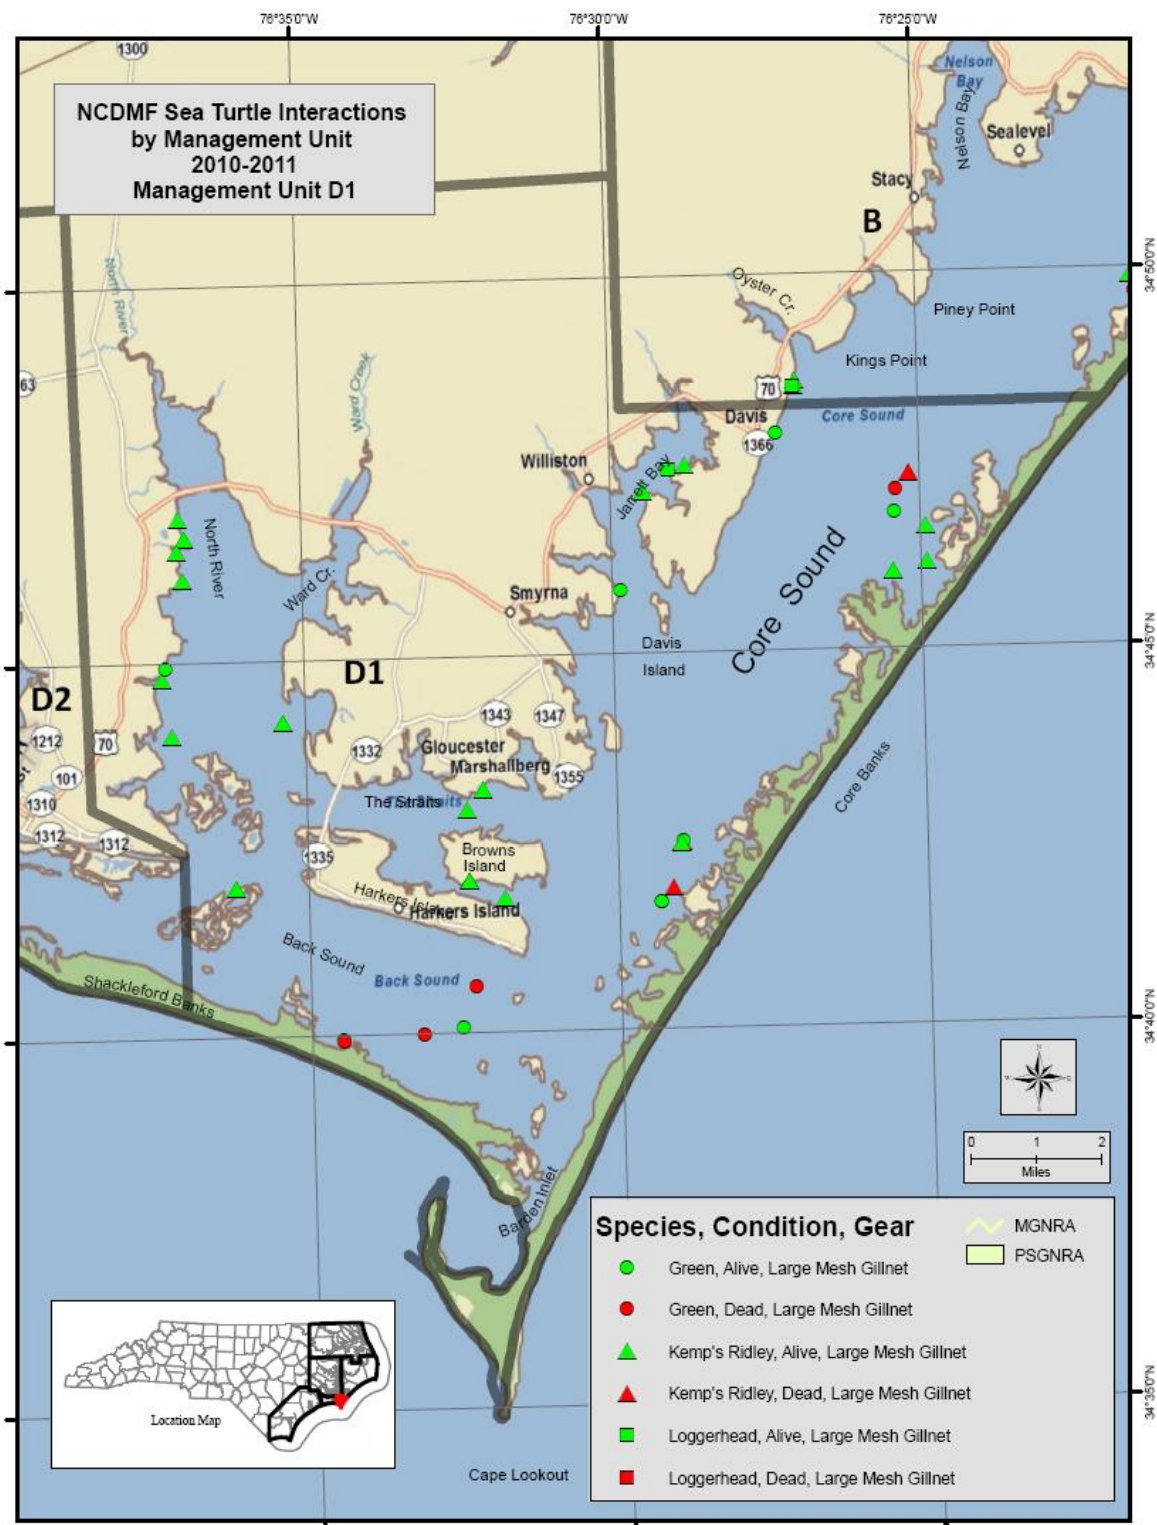 76°35'0"W
76°30'0"W
76°25'0"W
1300
NCDMF Sea Turtle Interactions
by Management Unit
2010-2011
Management Unit D1
Nelson
Bay
Nelson Bay
Sealevel
Stacy
B
34°50'0"N
North River
Oyster Cr.
Piney Point
Kings Point
63
Ward Creek
70
Davis
Core Sound
1366
Williston
Jarrett Bay
North River
Ward Cr.
Smyrna
Core Sound
Davis
Island
34°45'0"N
D1
D2
1212
70
101
St
1310
1312
1312
1343
1347
1332
Gloucester
Marshallberg
1355
The Straits
Core Banks
1335
Browns
Island
Harkers Island
Harkers Island
Back Sound
Back Sound
Shackleford Banks
34°40'0"N
W
N
E
S
0 1 2
Miles
Barden Inlet
Species, Condition, Gear
MGNRA
PSGNRA
Green, Alive, Large Mesh Gillnet
Green, Dead, Large Mesh Gillnet
Kemp's Ridley, Alive, Large Mesh Gillnet
Kemp's Ridley, Dead, Large Mesh Gillnet
Loggerhead, Alive, Large Mesh Gillnet
Loggerhead, Dead, Large Mesh Gillnet
34°35'0"N
Location Map
Cape Lookout